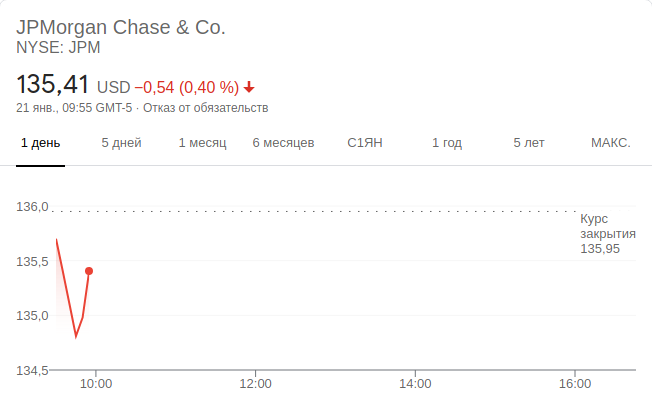 JPMorgan Chase & Co.
NYSE: JPM
135,41 USD −0,54 (0,40 %)
21 янв., 09:55 GMT-5 · Отказ от обязательств
1 день 5 дней 1 месяц 6 месяцев С1ЯН 1 год 5 лет МАКС.
136,0
Курс
закрытия
135,95
135,5
135,0
134,5
10:00 12:00 14:00 16:00